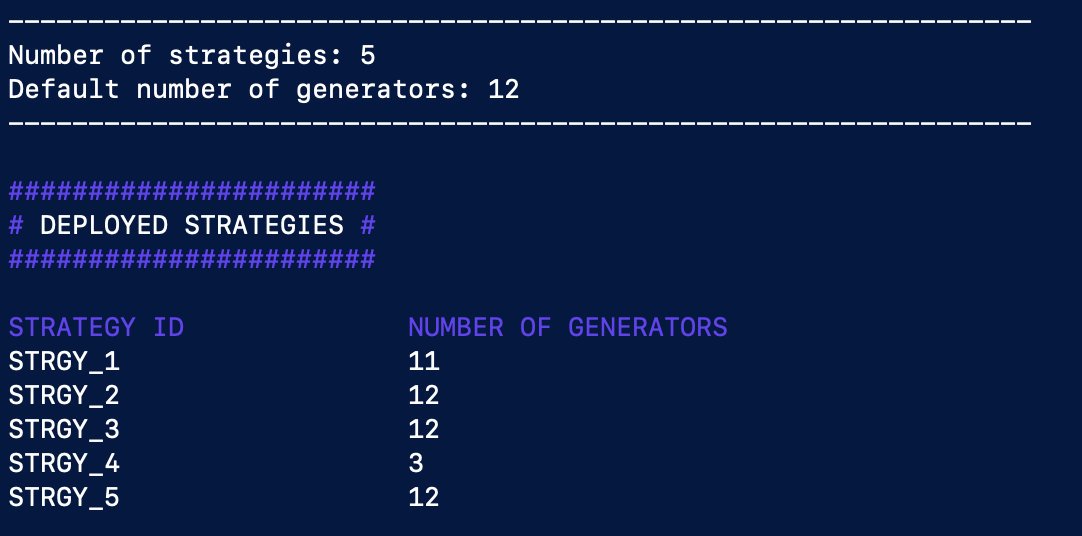 ----------------------------------------------------------------
Number of strategies: 5
Default number of generators: 12
----------------------------------------------------------------
#######################
# DEPLOYED STRATEGIES #
#######################
STRATEGY ID NUMBER OF GENERATORS
STRGY_1 11
STRGY_2 12
STRGY_3 12
STRGY_4 3
STRGY_5 12